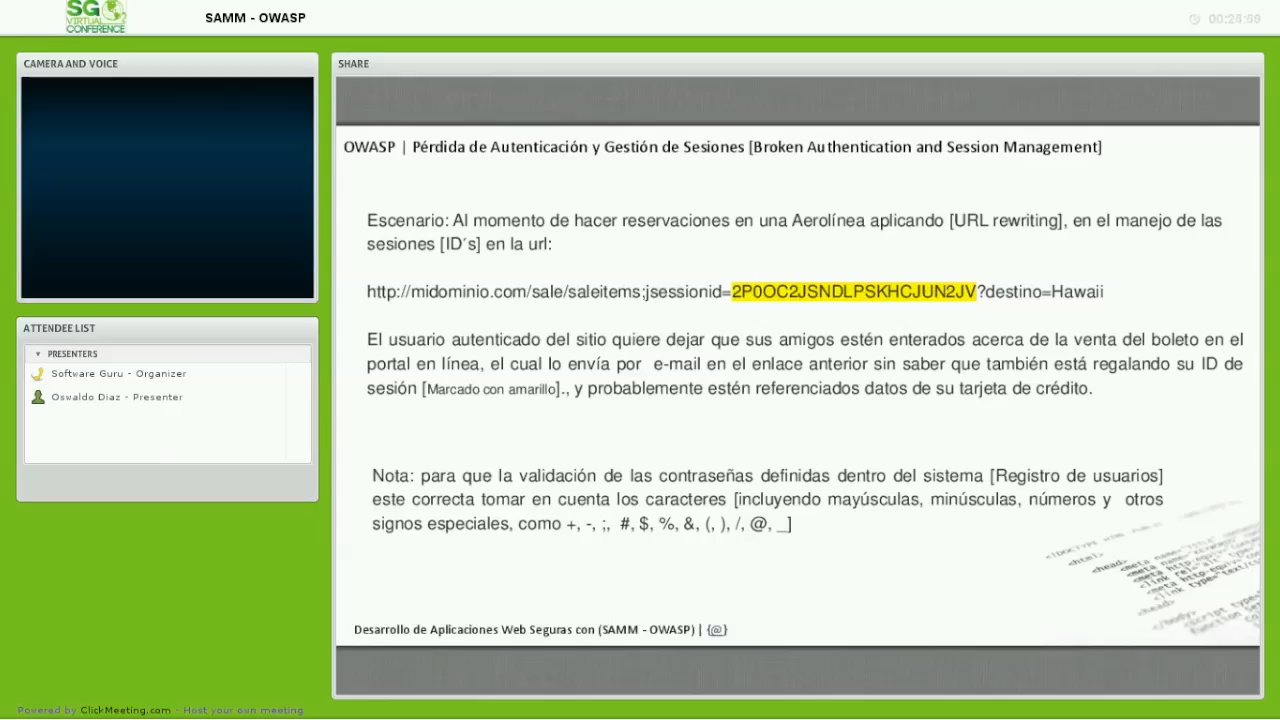 SG
VIRTUAL
CONFERENCE
SAMM - OWASP
00:26:59
CAMERA AND VOICE
ATTENDEE LIST
PRESENTERS
Software Guru - Organizer
Oswaldo Diaz - Presenter
SHARE
OWASP | Pérdida de Autenticación y Gestión de Sesiones [Broken Authentication and Session Management]
Escenario: Al momento de hacer reservaciones en una Aerolínea aplicando [URL rewriting], en el manejo de las
sesiones [ID´s] en la url:
http://midominio.com/sale/saleitems;jsessionid=2P0OC2JSNDLPSKHCJUN2JV?destino=Hawaii
El usuario autenticado del sitio quiere dejar que sus amigos estén enterados acerca de la venta del boleto en el
portal en línea, el cual lo envía por e-mail en el enlace anterior sin saber que también está regalando su ID de
sesión [Marcado con amarillo]., y probablemente estén referenciados datos de su tarjeta de crédito.
Nota: para que la validación de las contraseñas definidas dentro del sistema [Registro de usuarios]
este correcta tomar en cuenta los caracteres [incluyendo mayúsculas, minúsculas, números y otros
signos especiales, como +, -, ;, #, $, %, &, (, ), /, @, _]
<html>
<head>
Desarrollo de Aplicaciones Web Seguras con (SAMM - OWASP) | {@}
Powered by ClickMeeting.com - Host your own meeting